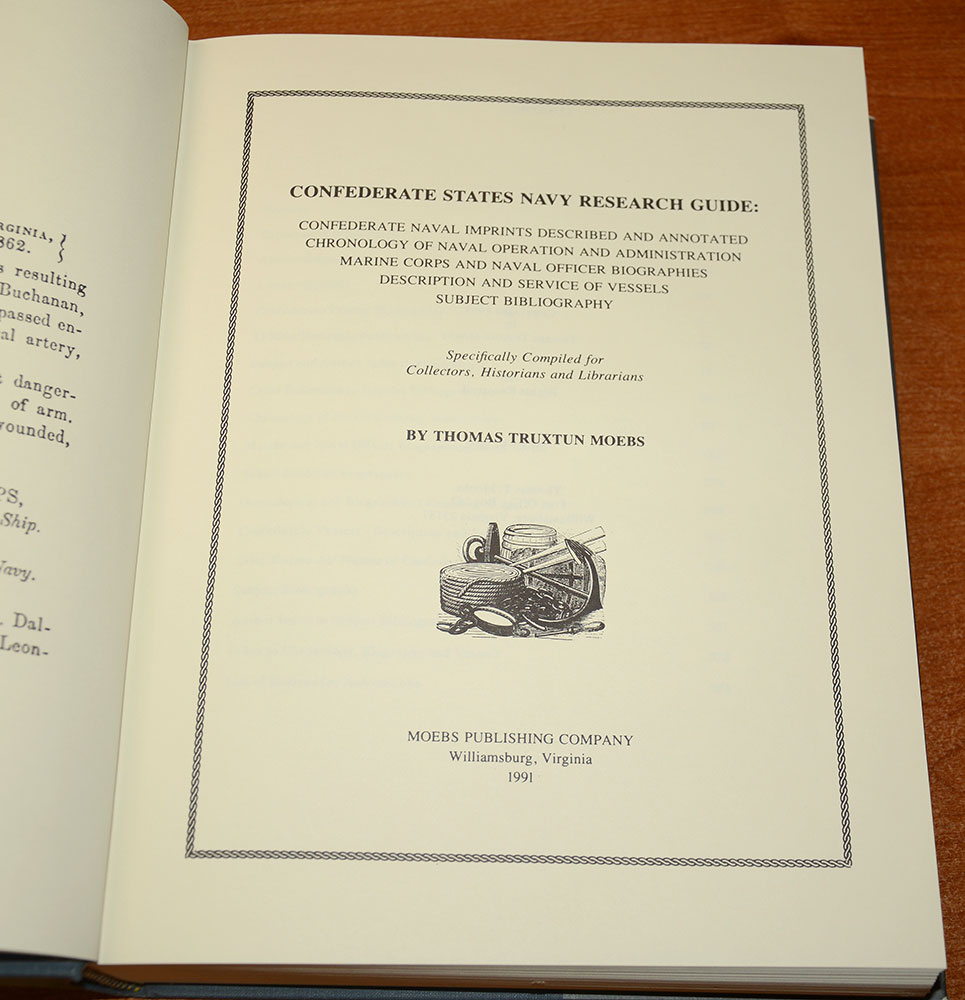 RGINIA,
862.
s resulting
Buchanan,
passed en-
al artery,
danger-
of arm.
wounded,
PS,
Ship.
Navy.
. Dal-
Leon-
CONFEDERATE STATES NAVY RESEARCH GUIDE:
CONFEDERATE NAVAL IMPRINTS DESCRIBED AND ANNOTATED
CHRONOLOGY OF NAVAL OPERATION AND ADMINISTRATION
MARINE CORPS AND NAVAL OFFICER BIOGRAPHIES
DESCRIPTION AND SERVICE OF VESSELS
SUBJECT BIBLIOGRAPHY
Specifically Compiled for
Collectors, Historians and Librarians
BY THOMAS TRUXTUN MOEBS
MOEBS PUBLISHING COMPANY
Williamsburg, Virginia
1991